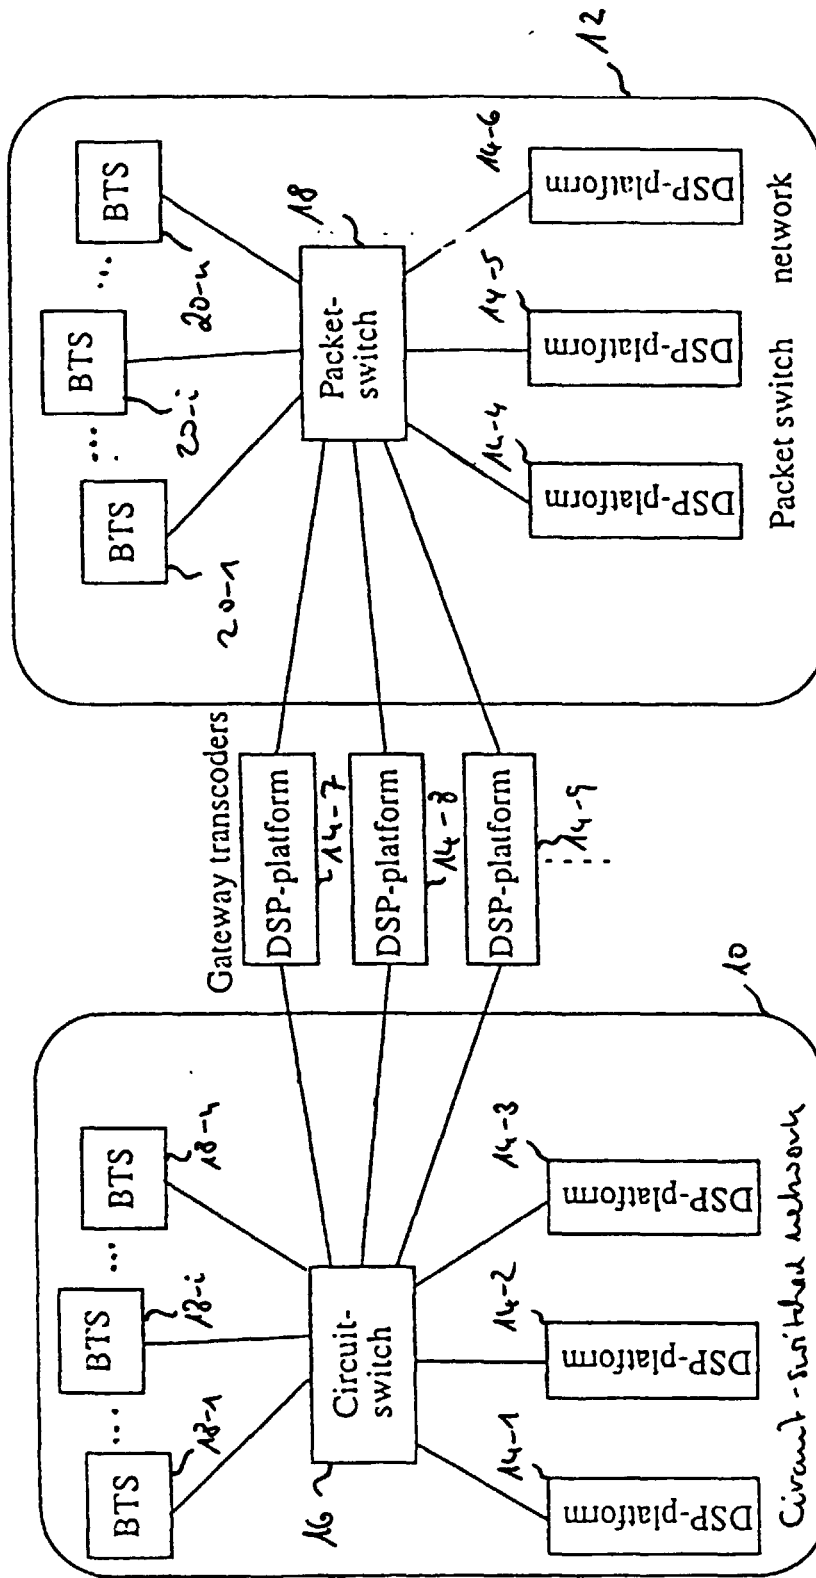 BTS
18-1
...
BTS
18-i
...
BTS
18-n
Circuit-
switch
16
14-1
DSP-platform
14-2
DSP-platform
14-3
DSP-platform
Circuit-switched network
10
Gateway transcoders
DSP-platform
14-7
DSP-platform
14-8
DSP-platform
14-9
BTS
20-1
...
BTS
20-i
...
BTS
20-n
Packet-
switch
18
14-4
DSP-platform
14-5
DSP-platform
14-6
DSP-platform
Packet switch network
12